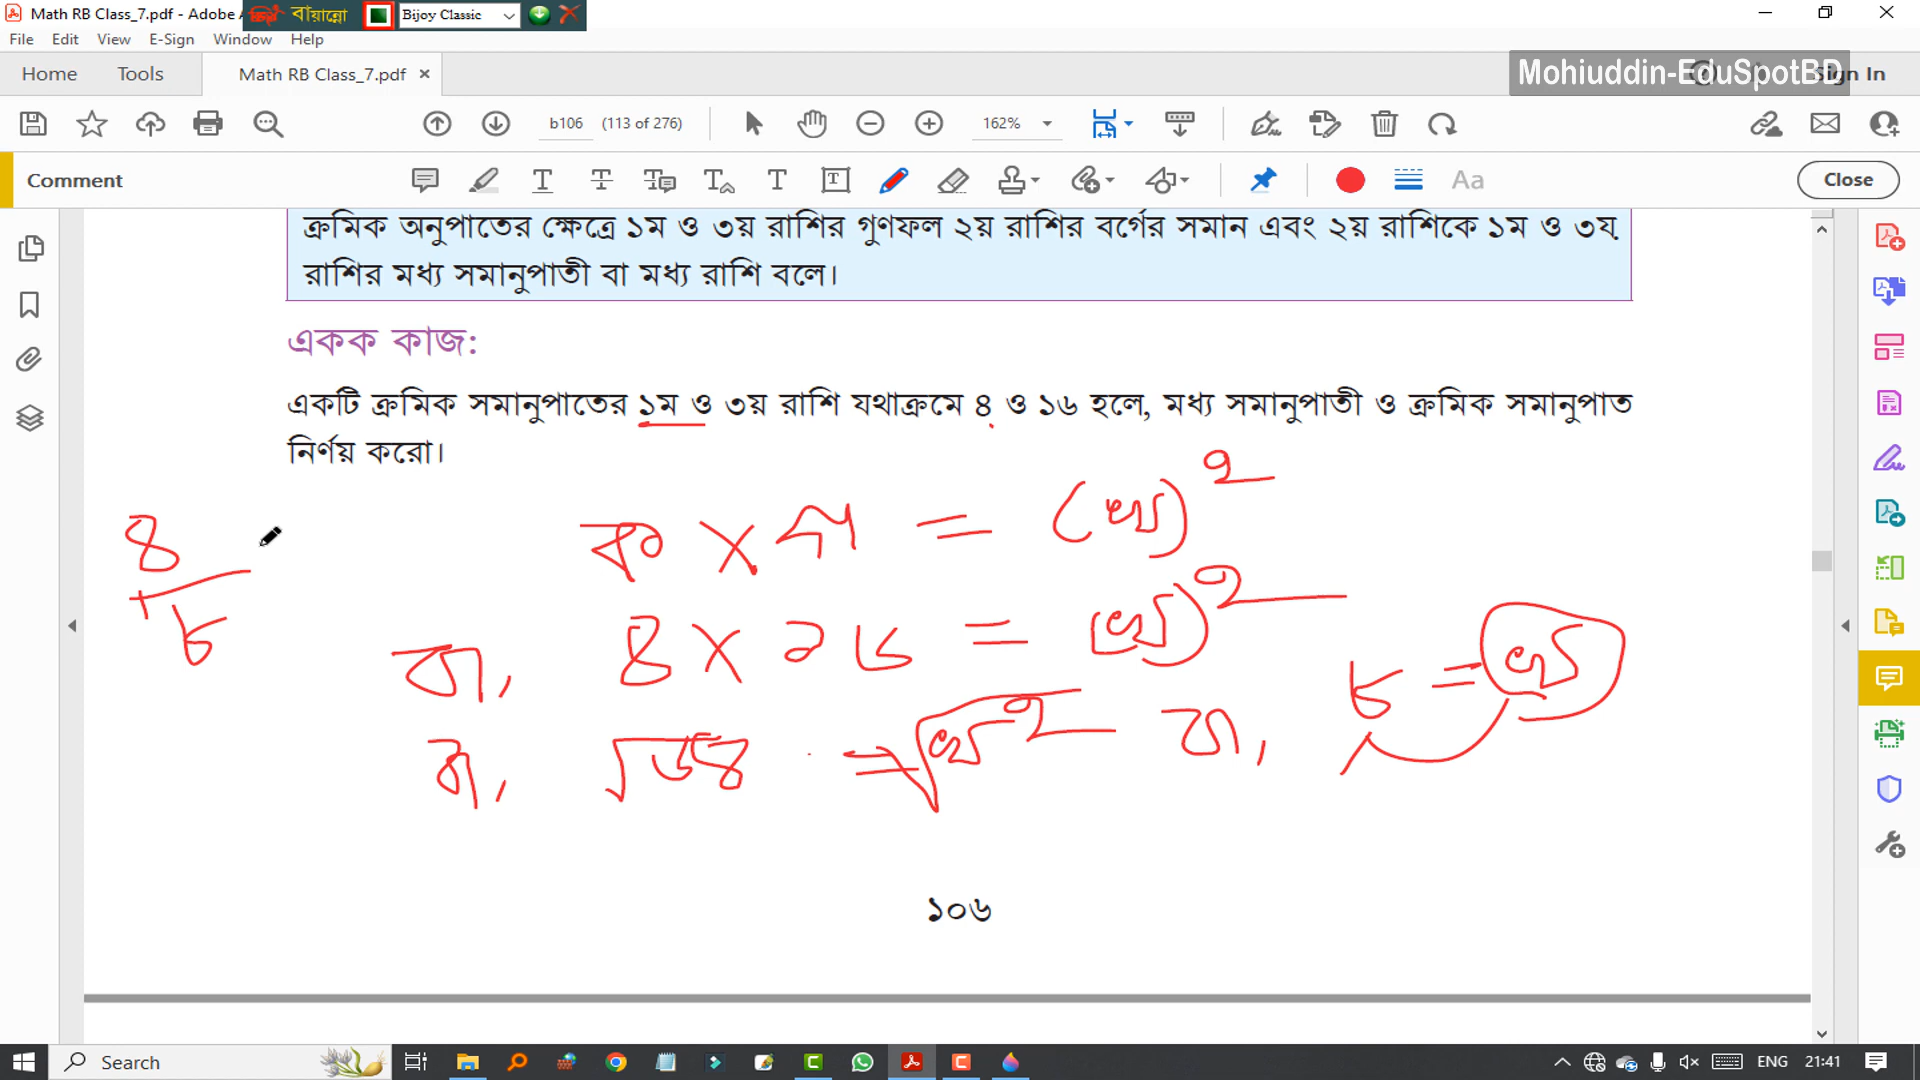 Math RB Class_7.pdf - Adobe A
বায়ান্নো
Bijoy Classic
File Edit View E-Sign Window Help
Home Tools Math RB Class_7.pdf × Mohiuddin-EduSpotBD Sign In
b106 (113 of 276) 162%
Comment Aa Close
ক্রমিক অনুপাতের ক্ষেত্রে ১ম ও ৩য় রাশির গুণফল ২য় রাশির বর্গের সমান এবং ২য় রাশিকে ১ম ও ৩য়
রাশির মধ্য সমানুপাতী বা মধ্য রাশি বলে।
একক কাজ:
একটি ক্রমিক সমানুপাতের ১ম ও ৩য় রাশি যথাক্রমে ৪ ও ১৬ হলে, মধ্য সমানুপাতী ও ক্রমিক সমানুপাত
নির্ণয় করো।
ক × গ = (খ)২
৪
৮
বা, ৪ × ১৬ = (খ)২
৮ = খ
বা, √৬৪ = √খ২ বা,
১০৬
Search ENG 21:41